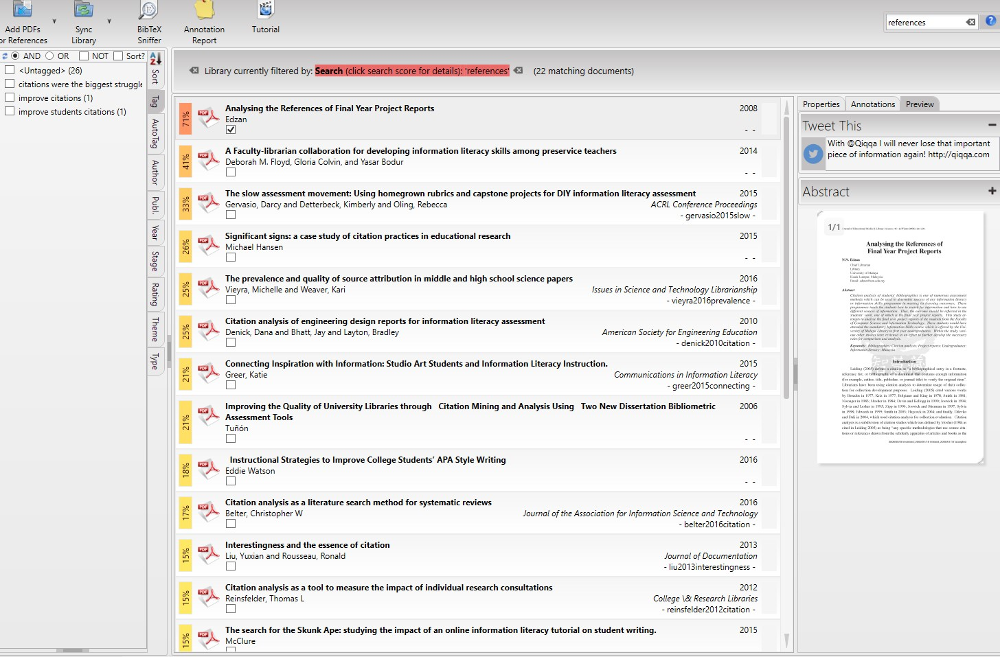 Add PDFs
or References
Sync
Library
BibTeX
Sniffer
Annotation
Report
Tutorial
references
AND OR NOT Sort?
<Untagged> (26)
citations were the biggest struggle
improve citations (1)
improve students citations (1)
Sort
Tag
AutoTag
Author
Publ.
Year
Stage
Rating
Theme
Type
Library currently filtered by: Search (click search score for details): 'references' (22 matching documents)
71%
Analysing the References of Final Year Project Reports 2008
Edzan
- -
41%
A Faculty-librarian collaboration for developing information literacy skills among preservice teachers 2014
Deborah M. Floyd, Gloria Colvin, and Yasar Bodur
- -
33%
The slow assessment movement: Using homegrown rubrics and capstone projects for DIY information literacy assessment 2015
Gervasio, Darcy and Detterbeck, Kimberly and Oling, Rebecca ACRL Conference Proceedings
- gervasio2015slow -
26%
Significant signs: a case study of citation practices in educational research 2015
Michael Hansen
- -
25%
The prevalence and quality of source attribution in middle and high school science papers 2016
Vieyra, Michelle and Weaver, Kari Issues in Science and Technology Librarianship
- vieyra2016prevalence -
25%
Citation analysis of engineering design reports for information literacy assessment 2010
Denick, Dana and Bhatt, Jay and Layton, Bradley American Society for Engineering Education
- denick2010citation -
21%
Connecting Inspiration with Information: Studio Art Students and Information Literacy Instruction. 2015
Greer, Katie Communications in Information Literacy
- greer2015connecting -
21%
Improving the Quality of University Libraries through Citation Mining and Analysis Using Two New Dissertation Bibliometric 2006
Assessment Tools
Tuñón
- -
18%
Instructional Strategies to Improve College Students’ APA Style Writing 2016
Eddie Watson
- -
17%
Citation analysis as a literature search method for systematic reviews 2016
Belter, Christopher W Journal of the Association for Information Science and Technology
- belter2016citation -
15%
Interestingness and the essence of citation 2013
Liu, Yuxian and Rousseau, Ronald Journal of Documentation
- liu2013interestingness -
15%
Citation analysis as a tool to measure the impact of individual research consultations 2012
Reinsfelder, Thomas L College \& Research Libraries
- reinsfelder2012citation -
15%
The search for the Skunk Ape: studying the impact of an online information literacy tutorial on student writing. 2015
McClure
Properties Annotations Preview
Tweet This
With @Qiqqa I will never lose that important
piece of information again! http://qiqqa.com
Abstract
1/1
Analysing the References of
Final Year Project Reports
N.N. Edzan
Chief Librarian
Library
University of Malaya
Kuala Lumpur, Malaysia
Abstract
Introduction